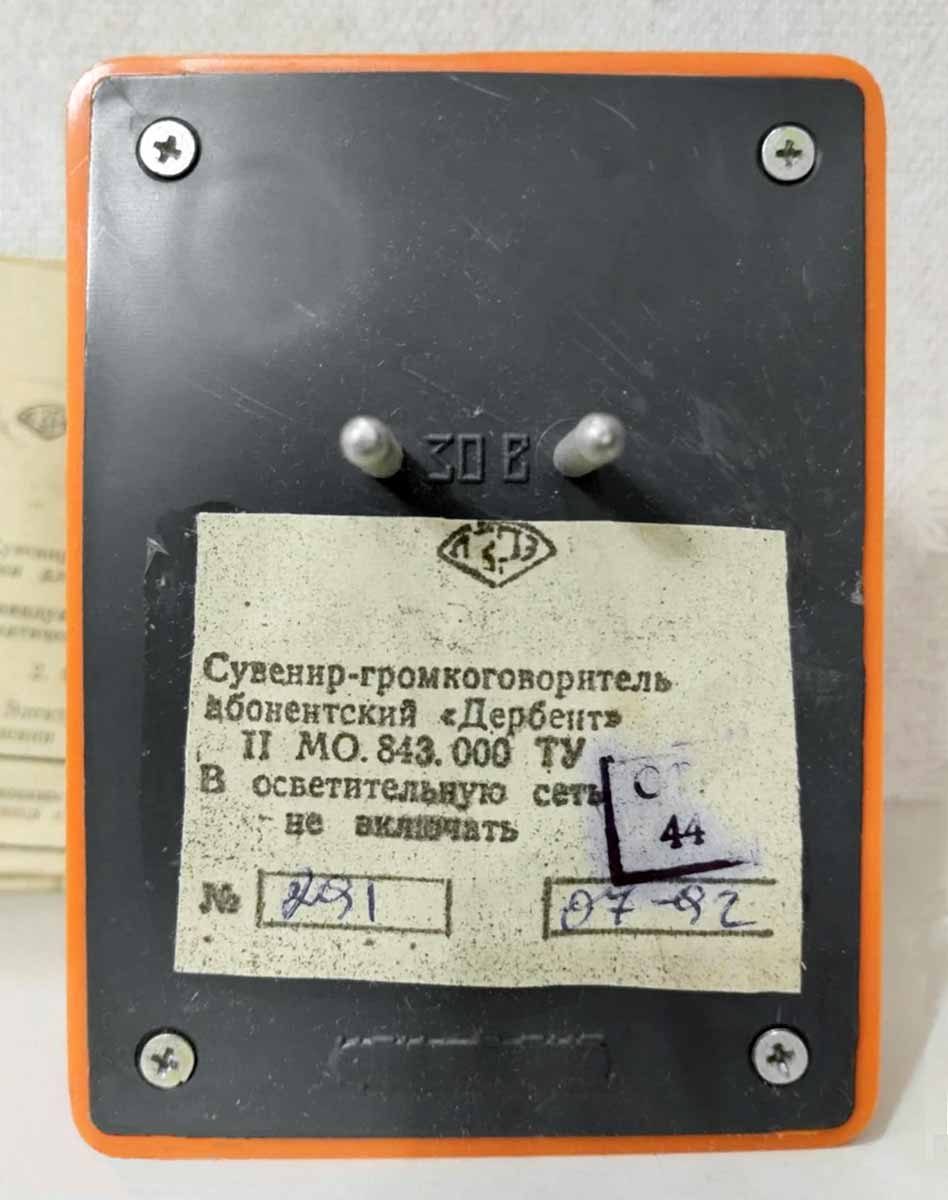 30 В
Сувенир-громкоговоритель
абонентский «Дербент»
II МО.843.000 ТУ
В осветительную сеть
не включать
44
№ 07-82